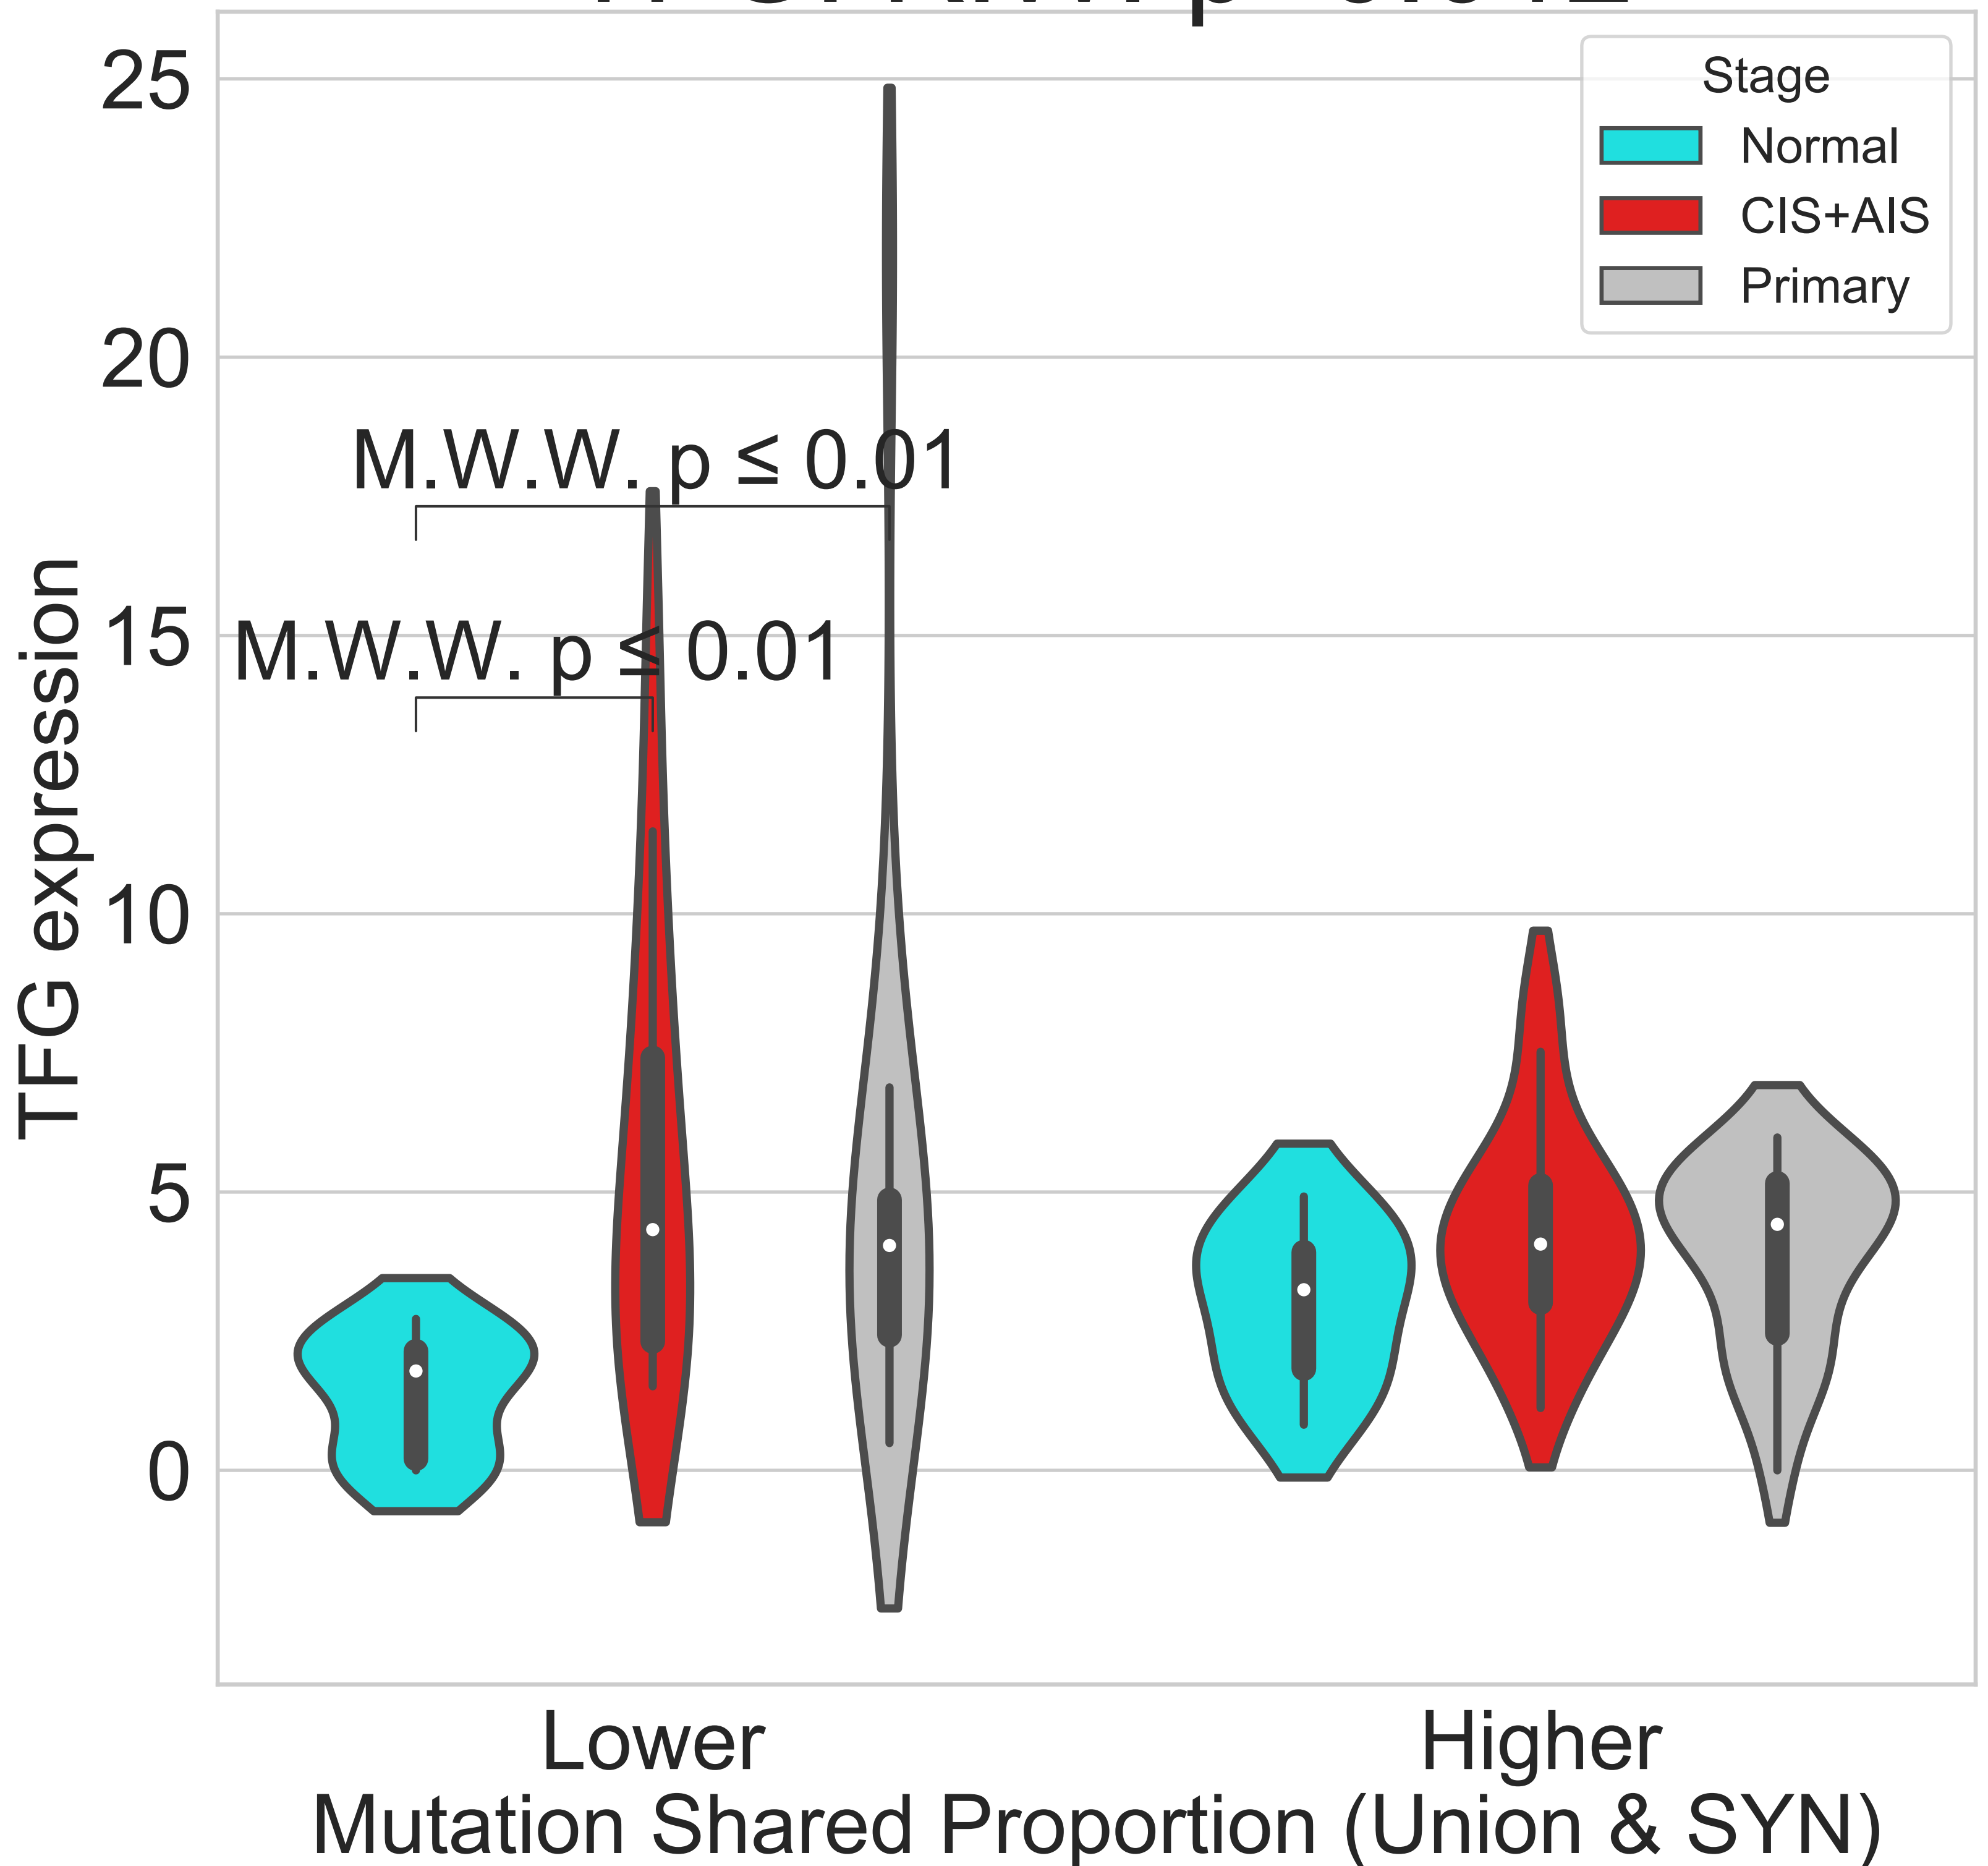 25
20
15
10
5
0
TFG expression
Stage
Normal
CIS+AIS
Primary
M.W.W. p ≤ 0.01
M.W.W. p ≤ 0.01
Lower
Higher
Mutation Shared Proportion (Union & SYN)